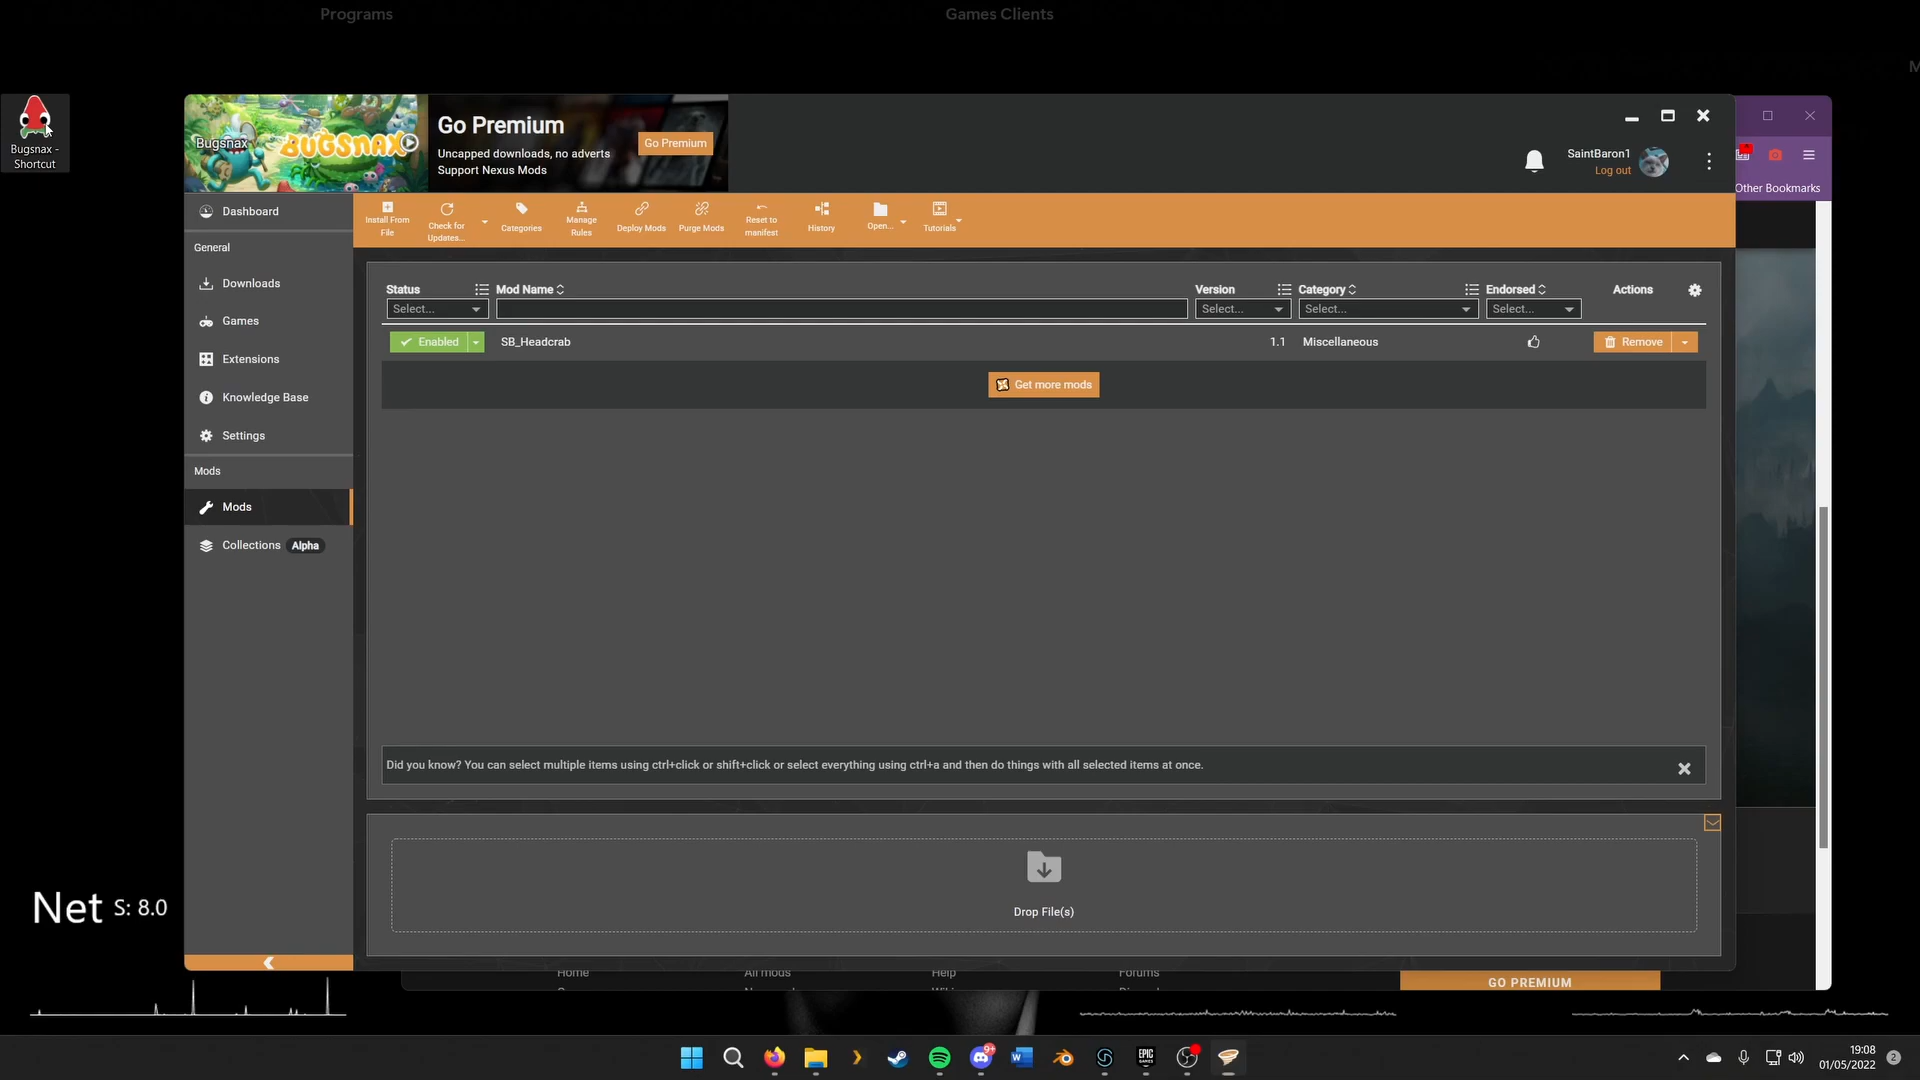 Programs
Games Clients
M
Bugsnax -
Shortcut
Bugsnax
BUGSNAX
Go Premium
Uncapped downloads, no adverts
Support Nexus Mods
Go Premium
SaintBaron1
Log out
Other Bookmarks
Dashboard
General
Downloads
Games
Extensions
Knowledge Base
Settings
Mods
Mods
Collections Alpha
Install From
File
Check for
Updates...
Categories
Manage
Rules
Deploy Mods
Purge Mods
Reset to
manifest
History
Open...
Tutorials
Status Mod Name Version Category Endorsed Actions
Select... Select... Select... Select...
Enabled SB_Headcrab 1.1 Miscellaneous Remove
Get more mods
Did you know? You can select multiple items using ctrl+click or shift+click or select everything using ctrl+a and then do things with all selected items at once.
Drop File(s)
Net S: 8.0
Home All mods Help Forums
GO PREMIUM
9+
EPIC
GAMES
19:08
01/05/2022
2